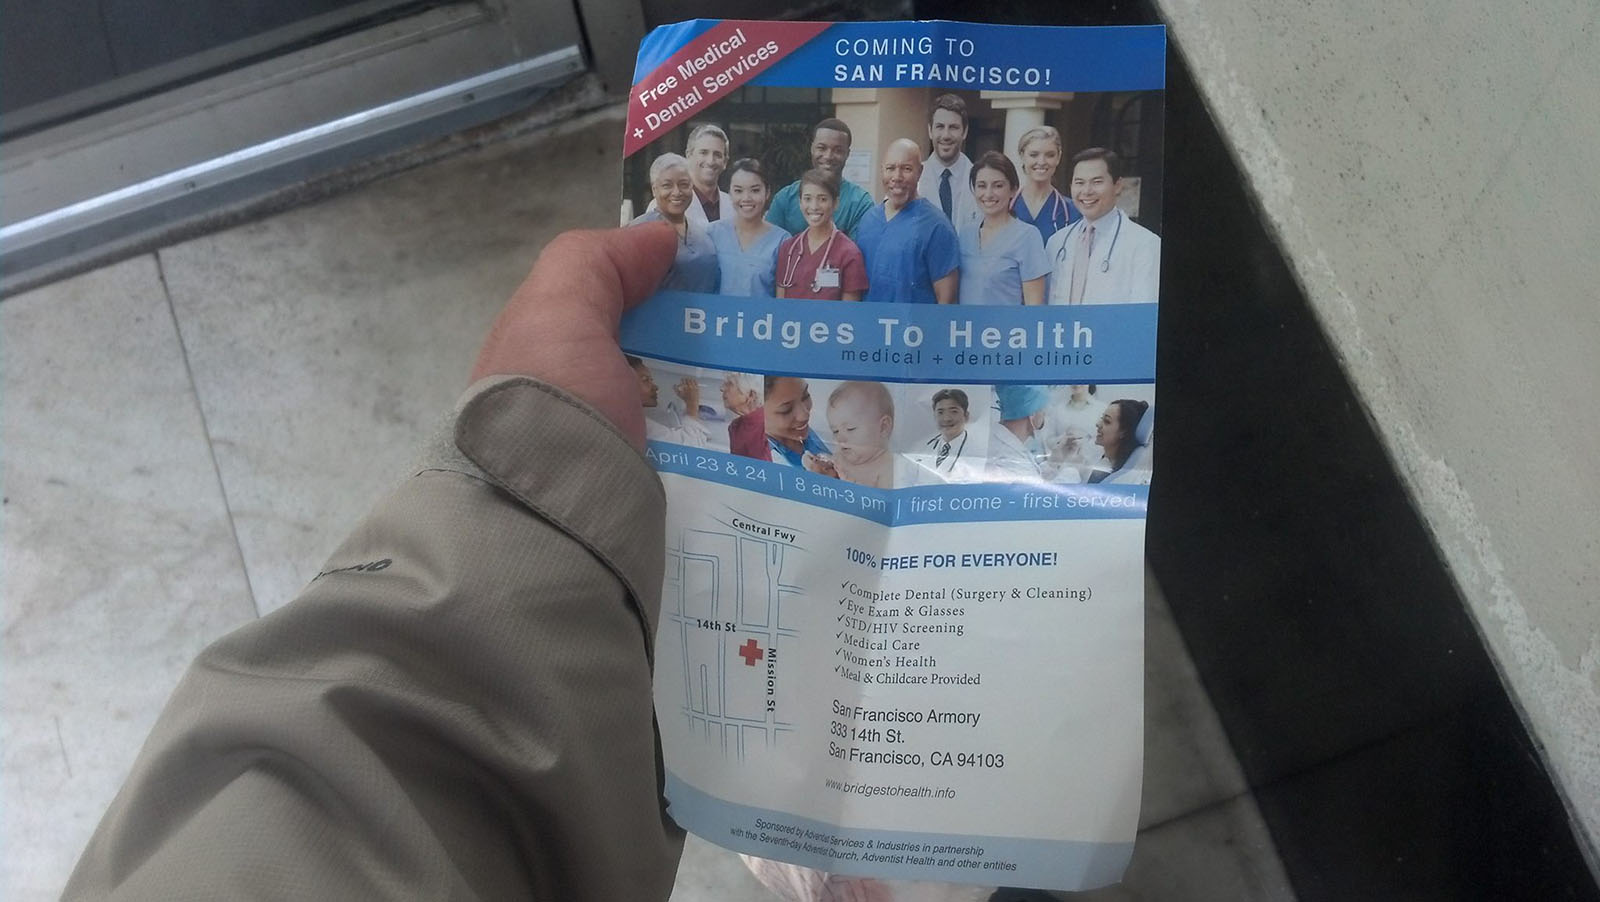 Free Medical
+ Dental Services
COMING TO
SAN FRANCISCO!
Bridges To Health
medical + dental clinic
April 23 & 24 | 8 am-3 pm | first come - first served
Central Fwy
14th St
Mission St
100% FREE FOR EVERYONE!
✓Complete Dental (Surgery & Cleaning)
✓Eye Exam & Glasses
✓STD/HIV Screening
✓Medical Care
✓Women's Health
✓Meal & Childcare Provided
San Francisco Armory
333 14th St.
San Francisco, CA 94103
www.bridgestohealth.info
Sponsored by Adventist Services & Industries in partnership
with the Seventh-day Adventist Church, Adventist Health and other entities